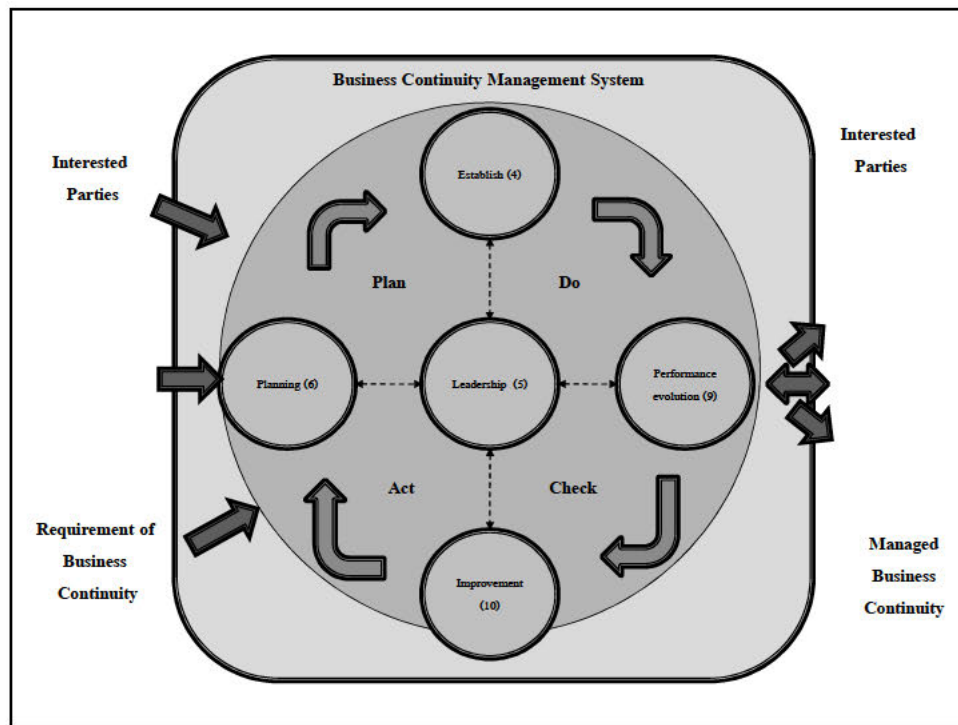 Business Continuity Management System
Interested
Parties
Interested
Parties
Establish (4)
Plan
Do
Planning (6)
Leadership (5)
Performance
evolution (9)
Act
Check
Requirement of
Business
Continuity
Improvement
(10)
Managed
Business
Continuity